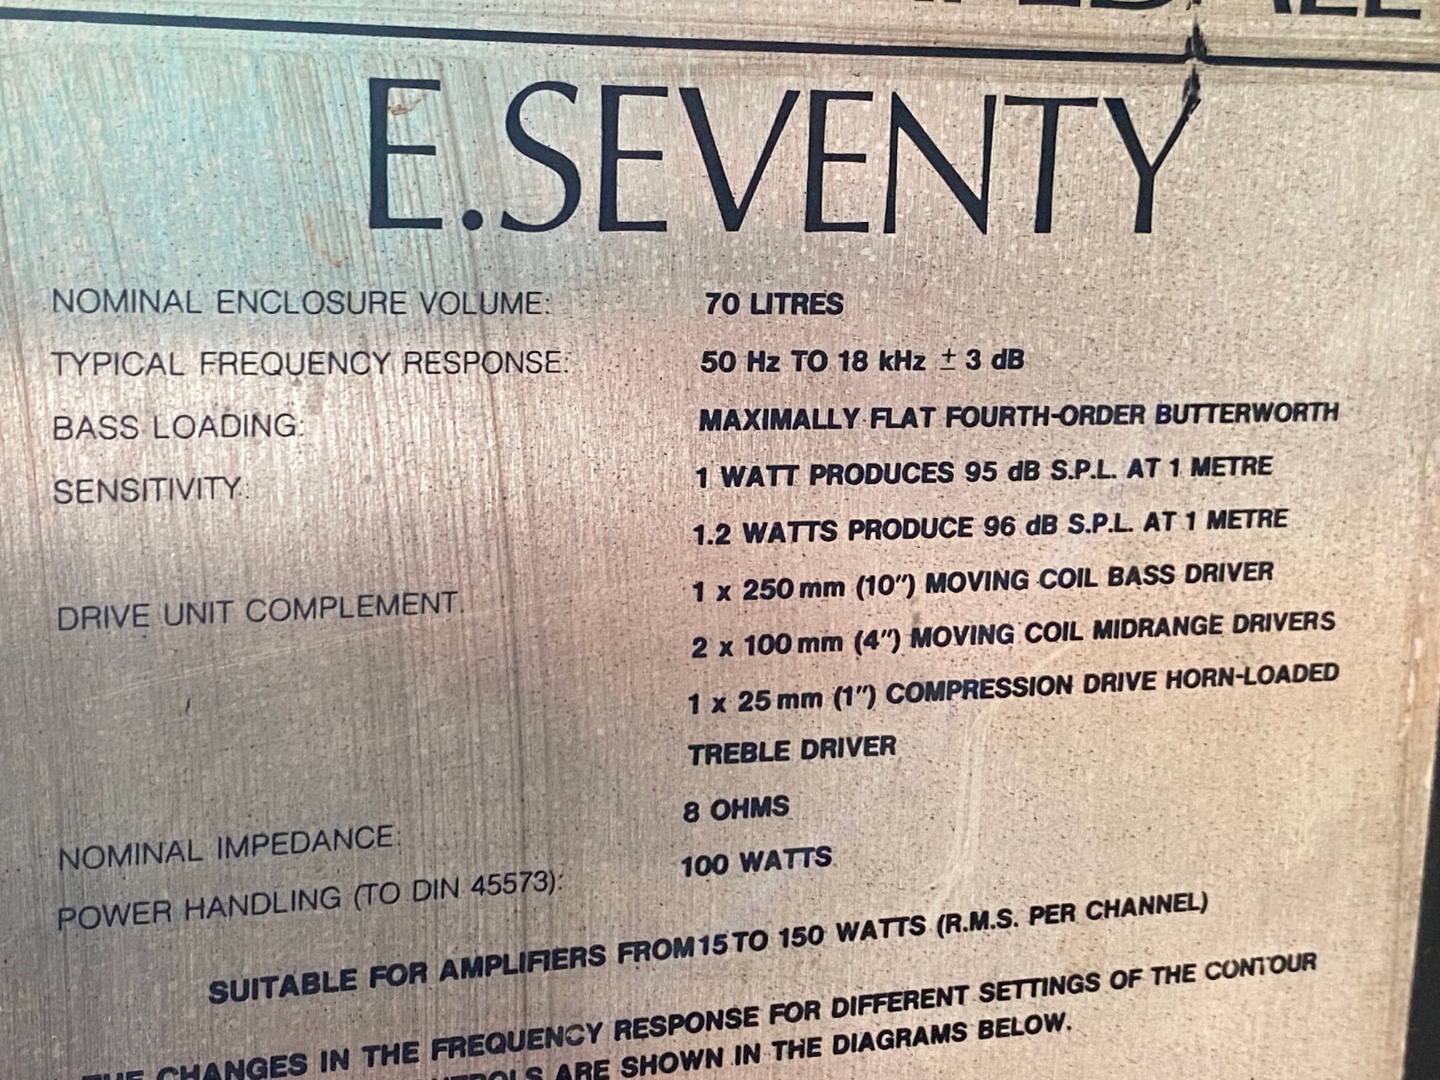 E.SEVENTY
NOMINAL ENCLOSURE VOLUME: 70 LITRES
TYPICAL FREQUENCY RESPONSE: 50 Hz TO 18 kHz ± 3 dB
BASS LOADING: MAXIMALLY FLAT FOURTH-ORDER BUTTERWORTH
SENSITIVITY: 1 WATT PRODUCES 95 dB S.P.L. AT 1 METRE
1.2 WATTS PRODUCE 96 dB S.P.L. AT 1 METRE
DRIVE UNIT COMPLEMENT: 1 x 250 mm (10") MOVING COIL BASS DRIVER
2 x 100 mm (4") MOVING COIL MIDRANGE DRIVERS
1 x 25 mm (1") COMPRESSION DRIVE HORN-LOADED
TREBLE DRIVER
NOMINAL IMPEDANCE: 8 OHMS
POWER HANDLING (TO DIN 45573): 100 WATTS
SUITABLE FOR AMPLIFIERS FROM 15 TO 150 WATTS (R.M.S. PER CHANNEL)
THE CHANGES IN THE FREQUENCY RESPONSE FOR DIFFERENT SETTINGS OF THE CONTOUR
ARE SHOWN IN THE DIAGRAMS BELOW.